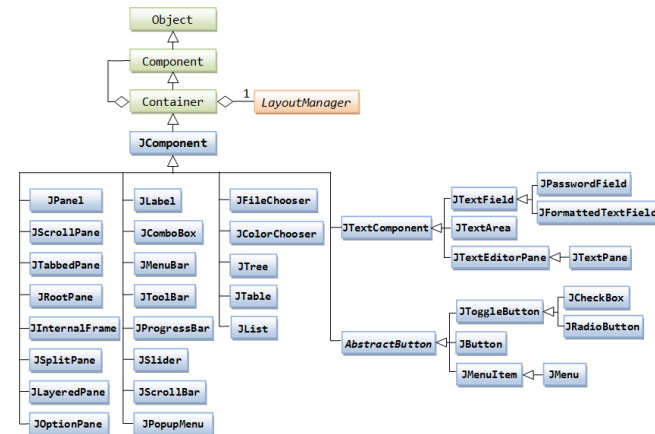 Object
Component
Container
1
LayoutManager
JComponent
JPanel
JScrollPane
JTabbedPane
JRootPane
JInternalFrame
JSplitPane
JLayeredPane
JOptionPane
JLabel
JComboBox
JMenuBar
JToolBar
JProgressBar
JSlider
JScrollBar
JPopupMenu
JFileChooser
JColorChooser
JTree
JTable
JList
JTextComponent
JTextField
JTextArea
JTextEditorPane
JPasswordField
JFormattedTextField
JTextPane
AbstractButton
JToggleButton
JButton
JMenuItem
JCheckBox
JRadioButton
JMenu